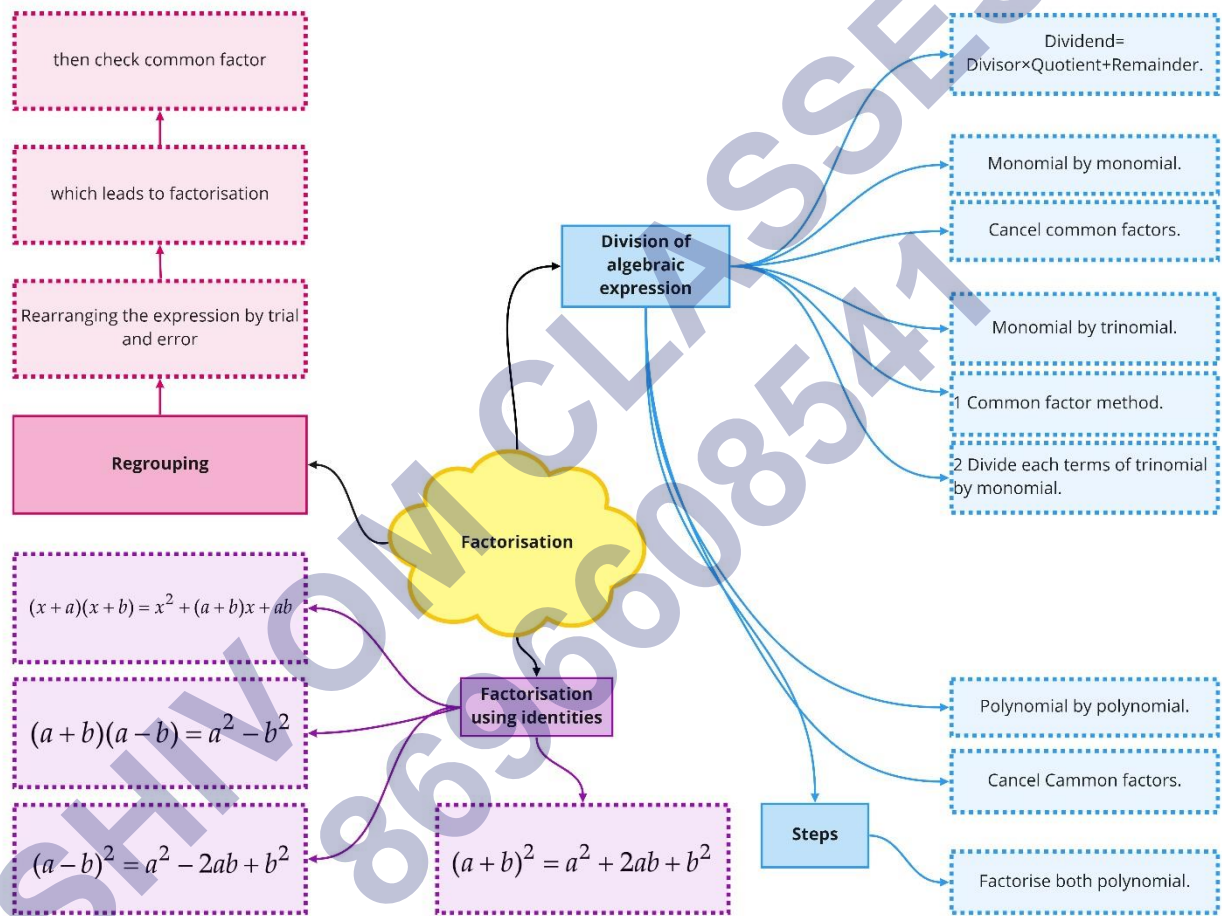 then check common factor
which leads to factorisation
Rearranging the expression by trial
and error
Regrouping
Factorisation
Division of
algebraic
expression
Dividend=
Divisor×Quotient+Remainder.
Monomial by monomial.
Cancel common factors.
Monomial by trinomial.
1 Common factor method.
2 Divide each terms of trinomial
by monomial.
Factorisation
using identities
(x + a)(x + b) = x² + (a + b)x + ab
(a + b)(a − b) = a² − b²
(a − b)² = a² − 2ab + b²
(a + b)² = a² + 2ab + b²
Polynomial by polynomial.
Cancel Cammon factors.
Steps
Factorise both polynomial.
SHIVOM CLASSES
8696608541